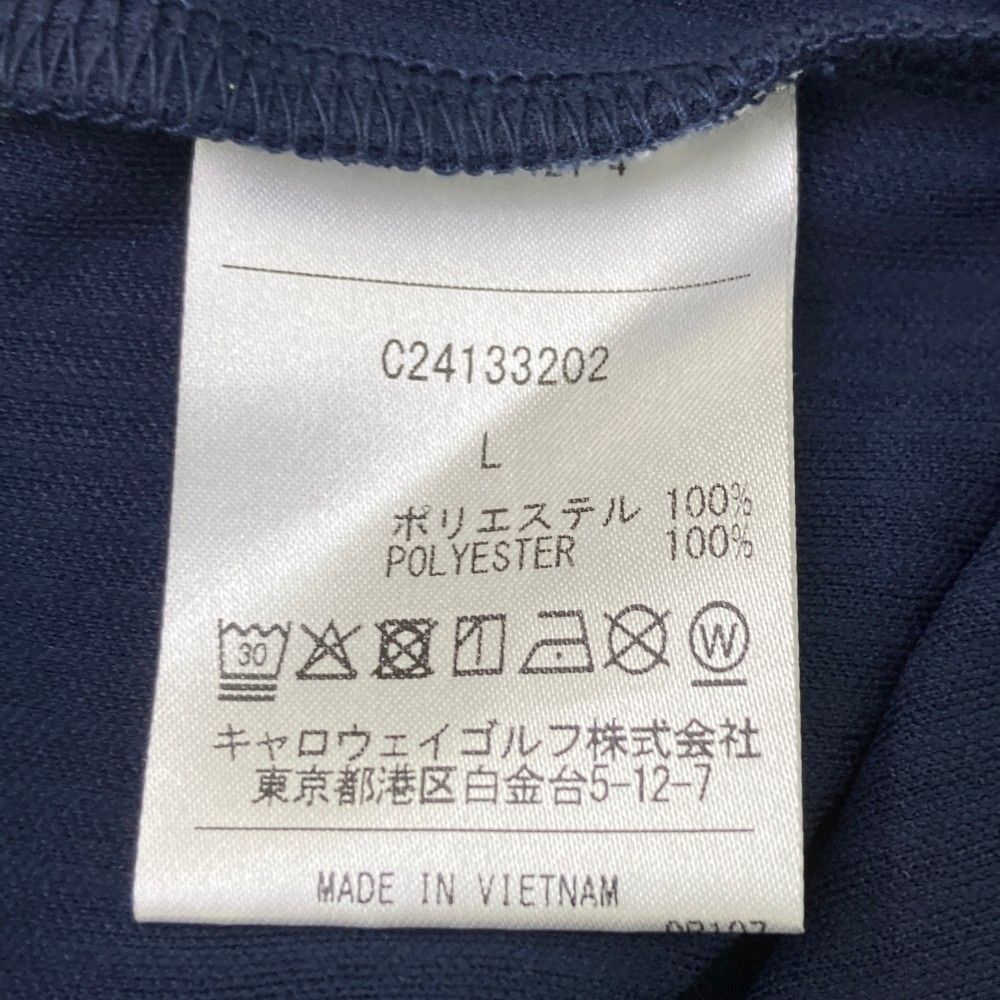 C24133202
L
ポリエステル 100%
POLYESTER 100%
30
W
キャロウェイゴルフ株式会社
東京都港区白金台5-12-7
MADE IN VIETNAM